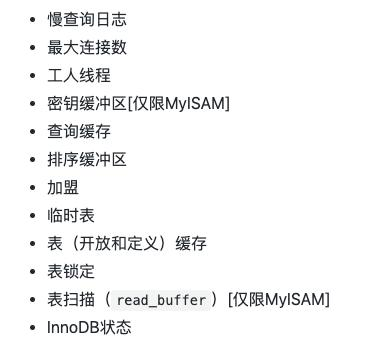 慢查询日志
最大连接数
工人线程
密钥缓冲区[仅限MyISAM]
查询缓存
排序缓冲区
加盟
临时表
表（开放和定义）缓存
表锁定
表扫描（read_buffer）[仅限MyISAM]
InnoDB状态